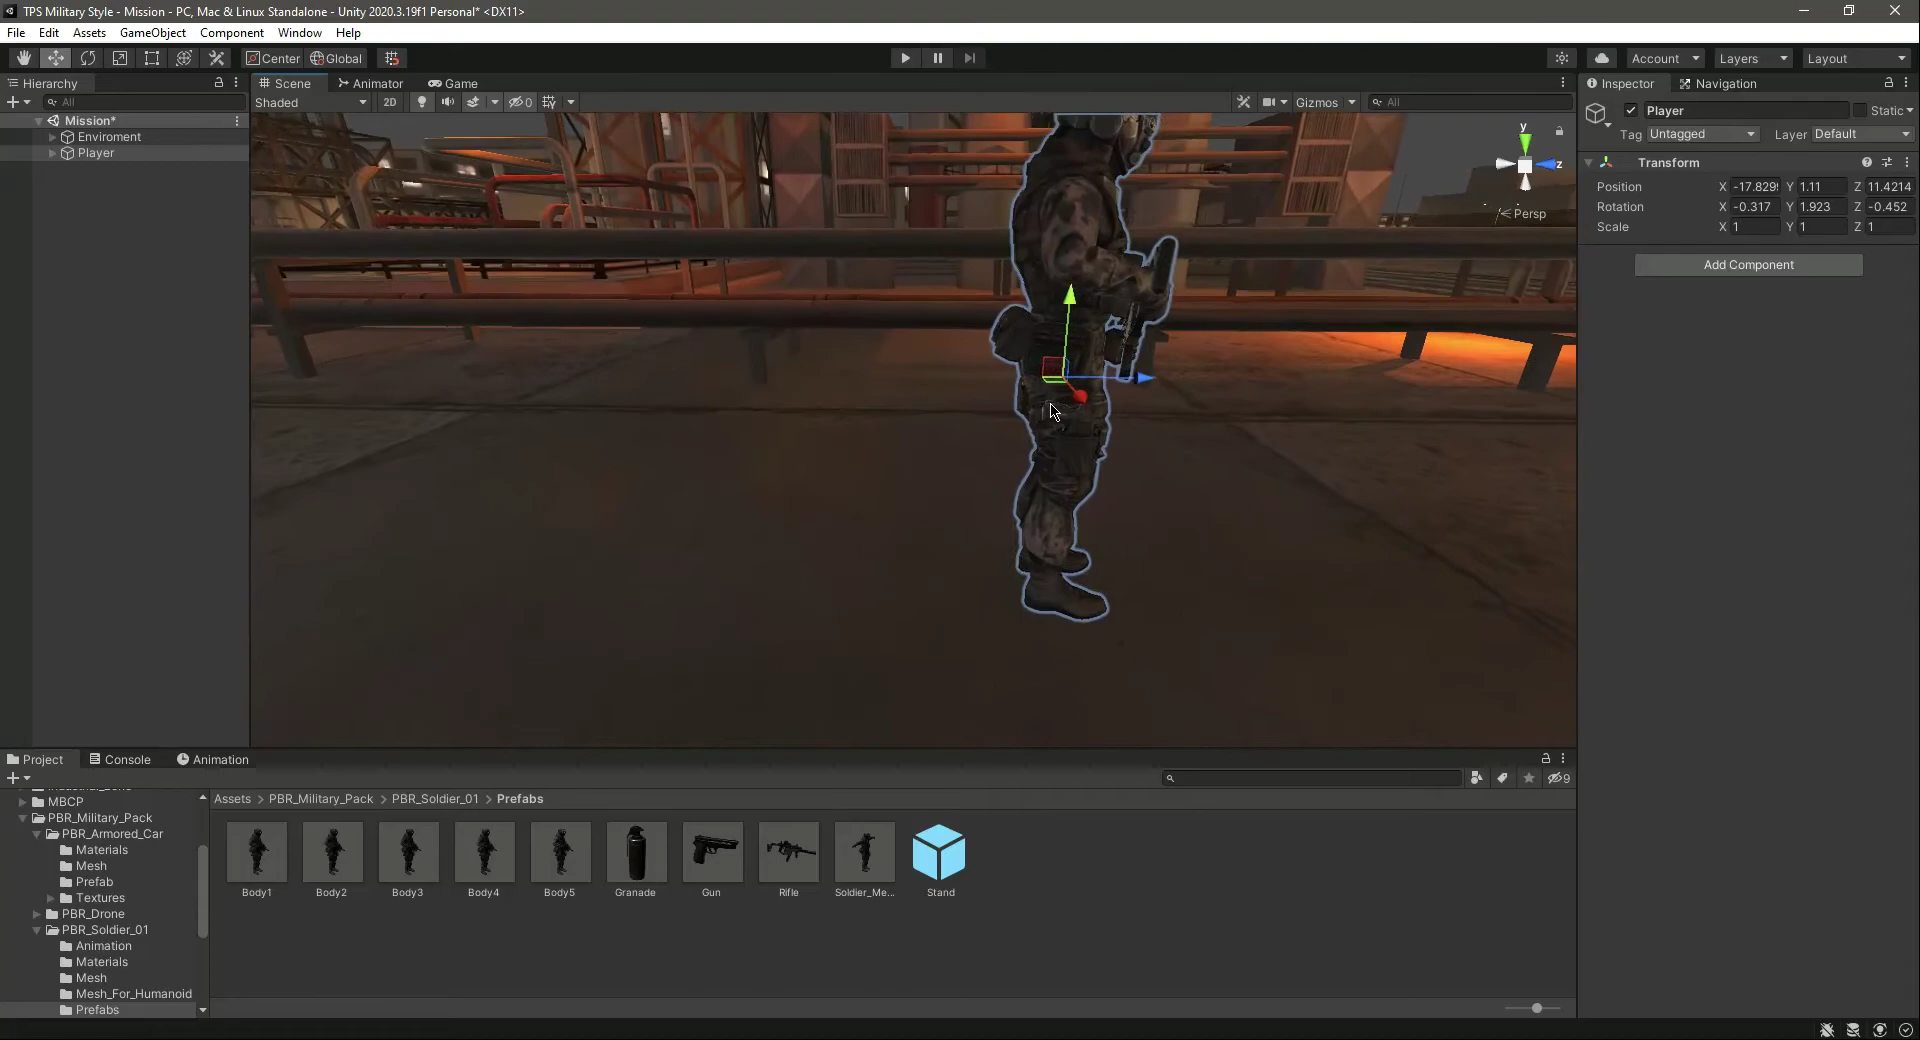 TPS Military Style - Mission - PC, Mac & Linux Standalone - Unity 2020.3.19f1 Personal* <DX11>
File Edit Assets GameObject Component Window Help
Center Global Account Layers Layout
Hierarchy Scene Animator Game Inspector Navigation
All Shaded 2D 0 Gizmos All Player Static
Mission*
Enviroment
Player
y
z
Persp
Tag Untagged Layer Default
Transform
Position X -17.829 Y 1.11 Z 11.4214
Rotation X -0.317 Y 1.923 Z -0.452
Scale X 1 Y 1 Z 1
Add Component
Project Console Animation
9
MBCP
PBR_Military_Pack
PBR_Armored_Car
Materials
Mesh
Prefab
Textures
PBR_Drone
PBR_Soldier_01
Animation
Materials
Mesh
Mesh_For_Humanoid
Prefabs
Assets > PBR_Military_Pack > PBR_Soldier_01 > Prefabs
Body1 Body2 Body3 Body4 Body5 Granade Gun Rifle Soldier_Me... Stand